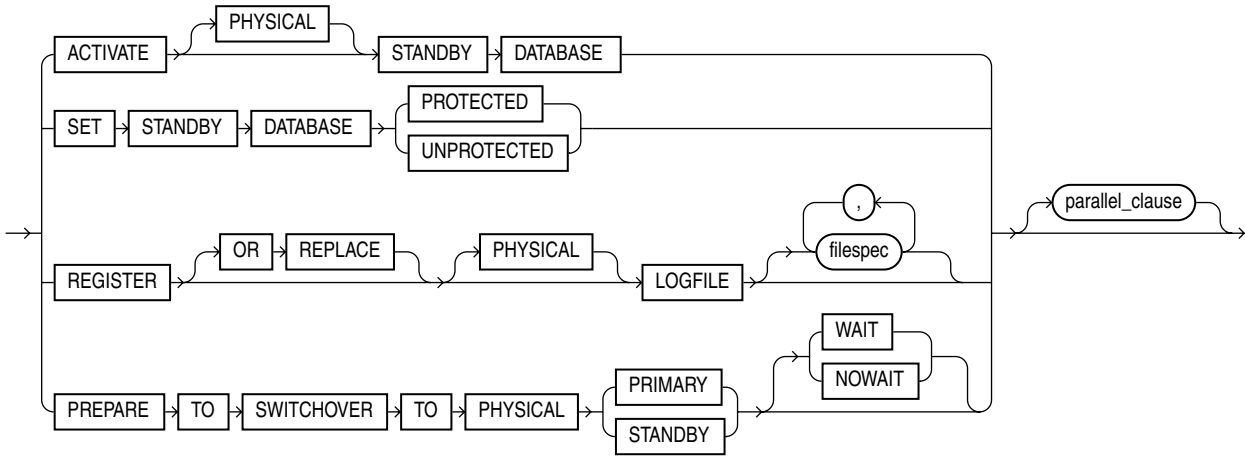 PHYSICAL
ACTIVATE STANDBY DATABASE
PROTECTED
SET STANDBY DATABASE
UNPROTECTED
,
parallel_clause
OR REPLACE PHYSICAL filespec
REGISTER LOGFILE
WAIT
NOWAIT
PRIMARY
PREPARE TO SWITCHOVER TO PHYSICAL
STANDBY